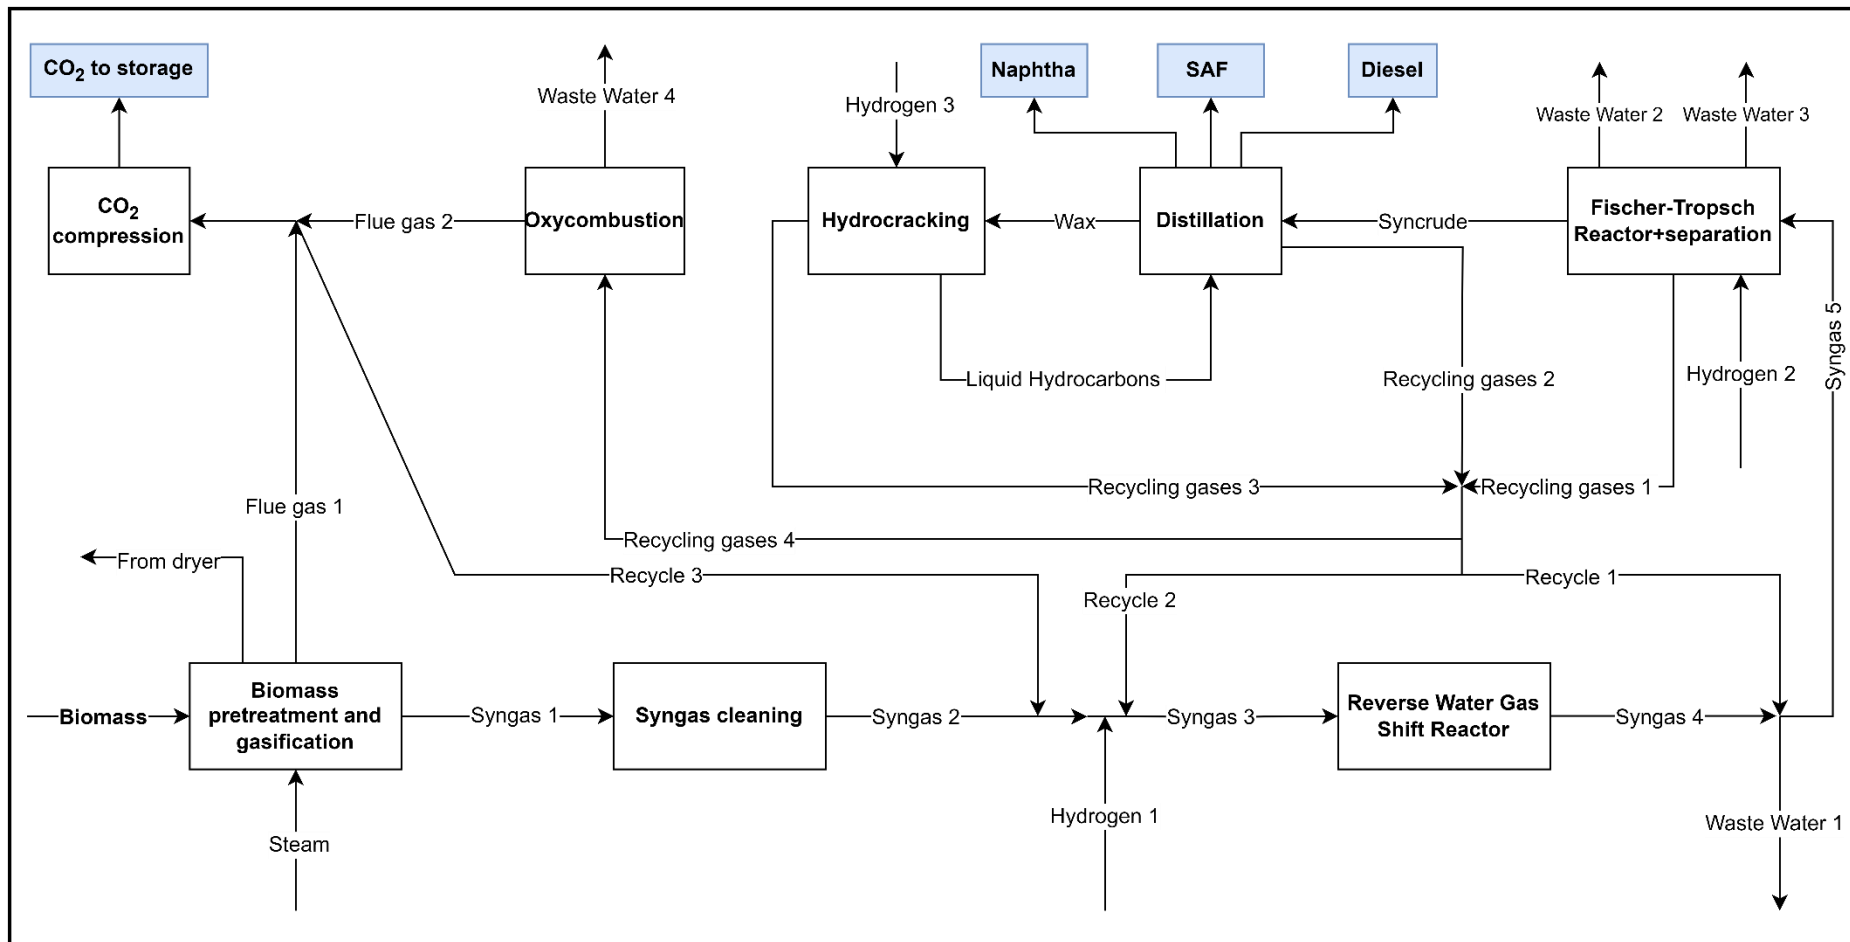 CO₂ to storage
Naphtha
SAF
Diesel
Waste Water 4
Hydrogen 3
Waste Water 2
Waste Water 3
CO₂
compression
Flue gas 2
Oxycombustion
Hydrocracking
Wax
Distillation
Syncrude
Fischer-Tropsch
Reactor+separation
Syngas 5
Liquid Hydrocarbons
Recycling gases 2
Hydrogen 2
Flue gas 1
Recycling gases 3
Recycling gases 1
Recycling gases 4
From dryer
Recycle 3
Recycle 2
Recycle 1
Biomass
Biomass
pretreatment and
gasification
Syngas 1
Syngas cleaning
Syngas 2
Syngas 3
Reverse Water Gas
Shift Reactor
Syngas 4
Steam
Hydrogen 1
Waste Water 1